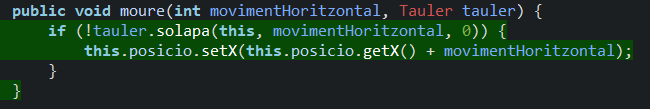 public void moure(int movimentHoritzontal, Tauler tauler) {
    if (!tauler.solapa(this, movimentHoritzontal, 0)) {
        this.posicio.setX(this.posicio.getX() + movimentHoritzontal);
    }
}